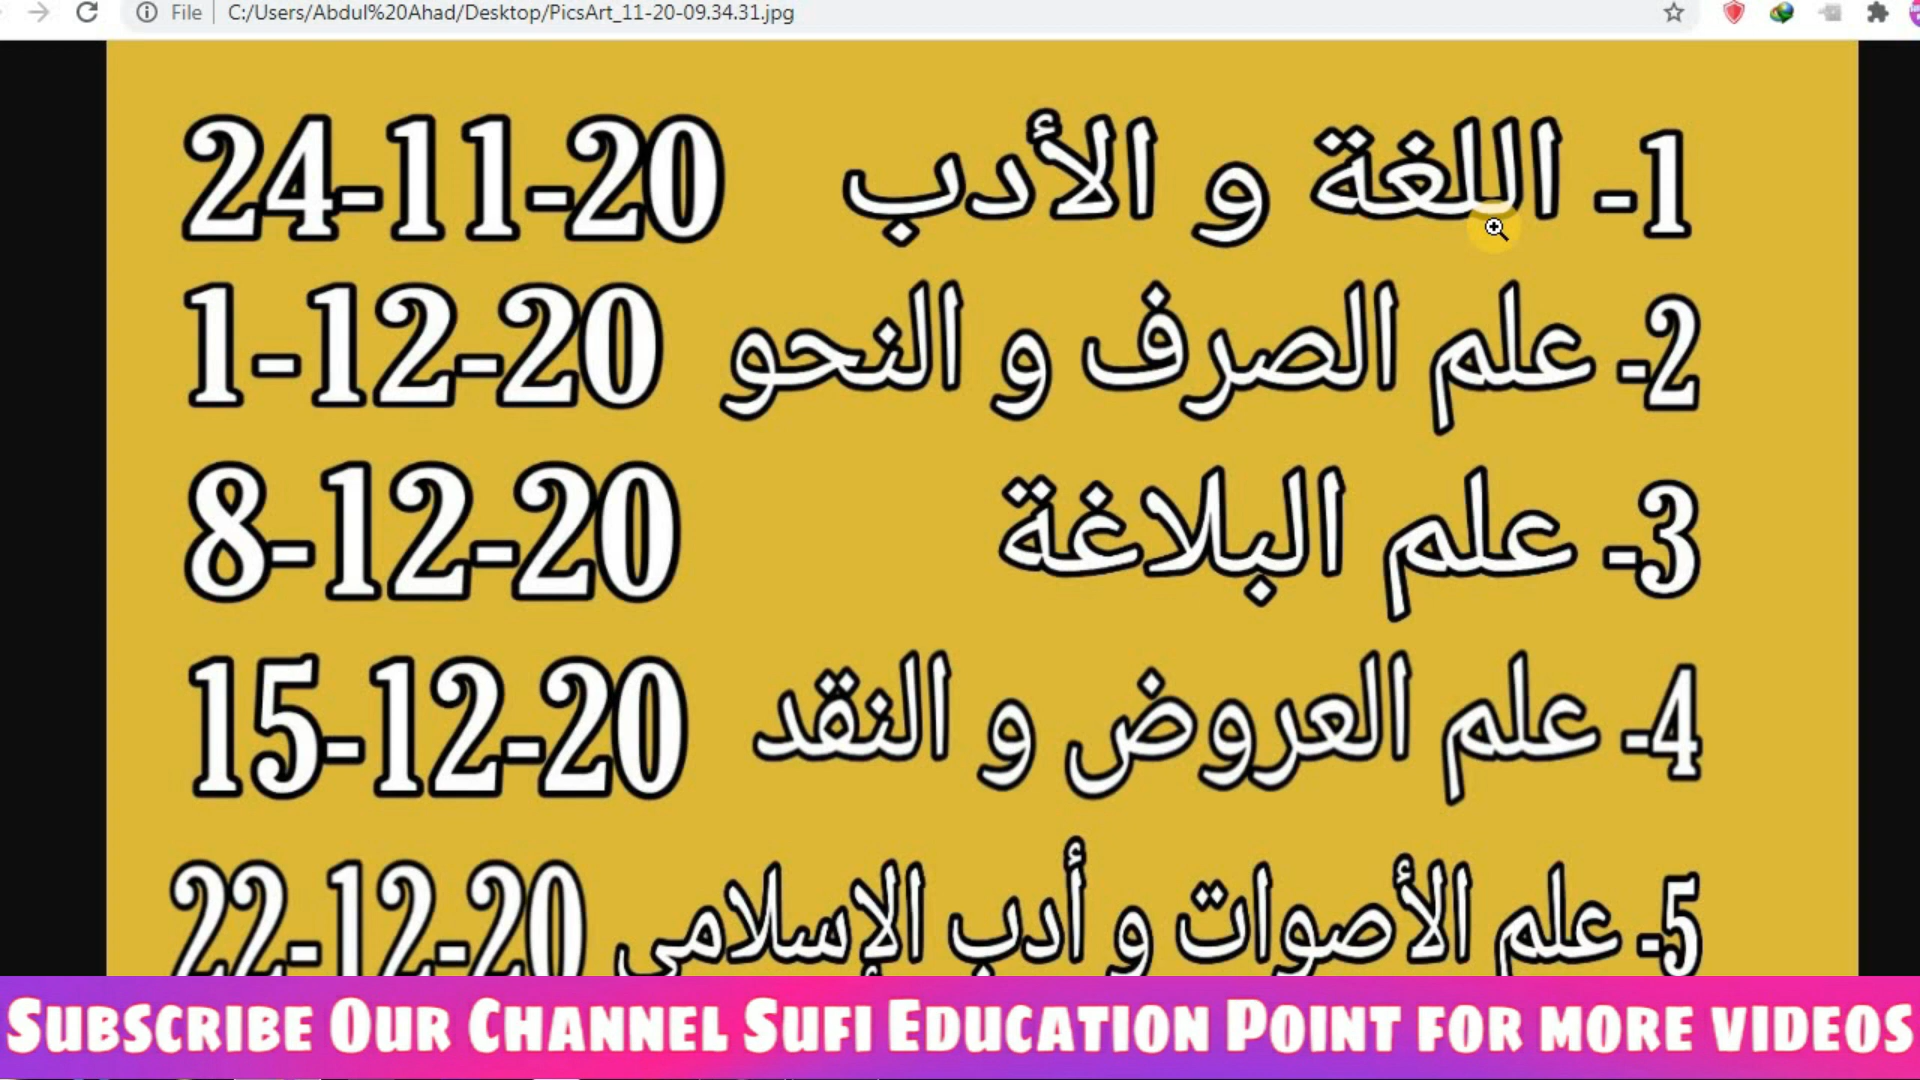 File C:/Users/Abdul%20Ahad/Desktop/PicsArt_11-20-09.34.31.jpg
1- اللغة و الأدب 24-11-20
2- علم الصرف و النحو 1-12-20
3- علم البلاغة 8-12-20
4- علم العروض و النقد 15-12-20
5- علم الأصوات و أدب الإسلامي 22-12-20
SUBSCRIBE OUR CHANNEL SUFI EDUCATION POINT FOR MORE VIDEOS